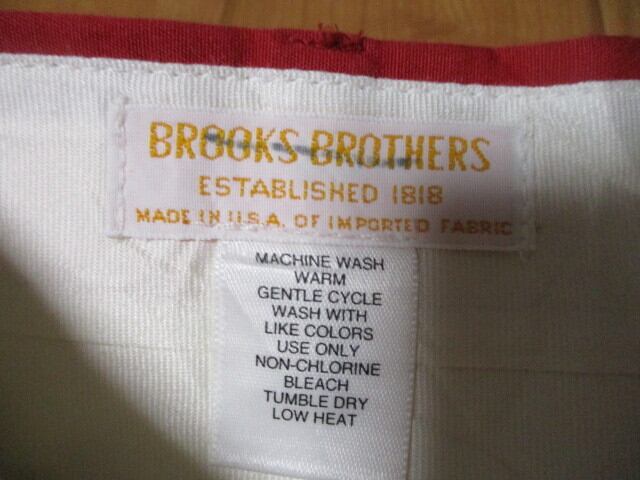 BROOKS BROTHERS
ESTABLISHED 1818
MADE IN U.S.A. OF IMPORTED FABRIC
MACHINE WASH
WARM
GENTLE CYCLE
WASH WITH
LIKE COLORS
USE ONLY
NON-CHLORINE
BLEACH
TUMBLE DRY
LOW HEAT